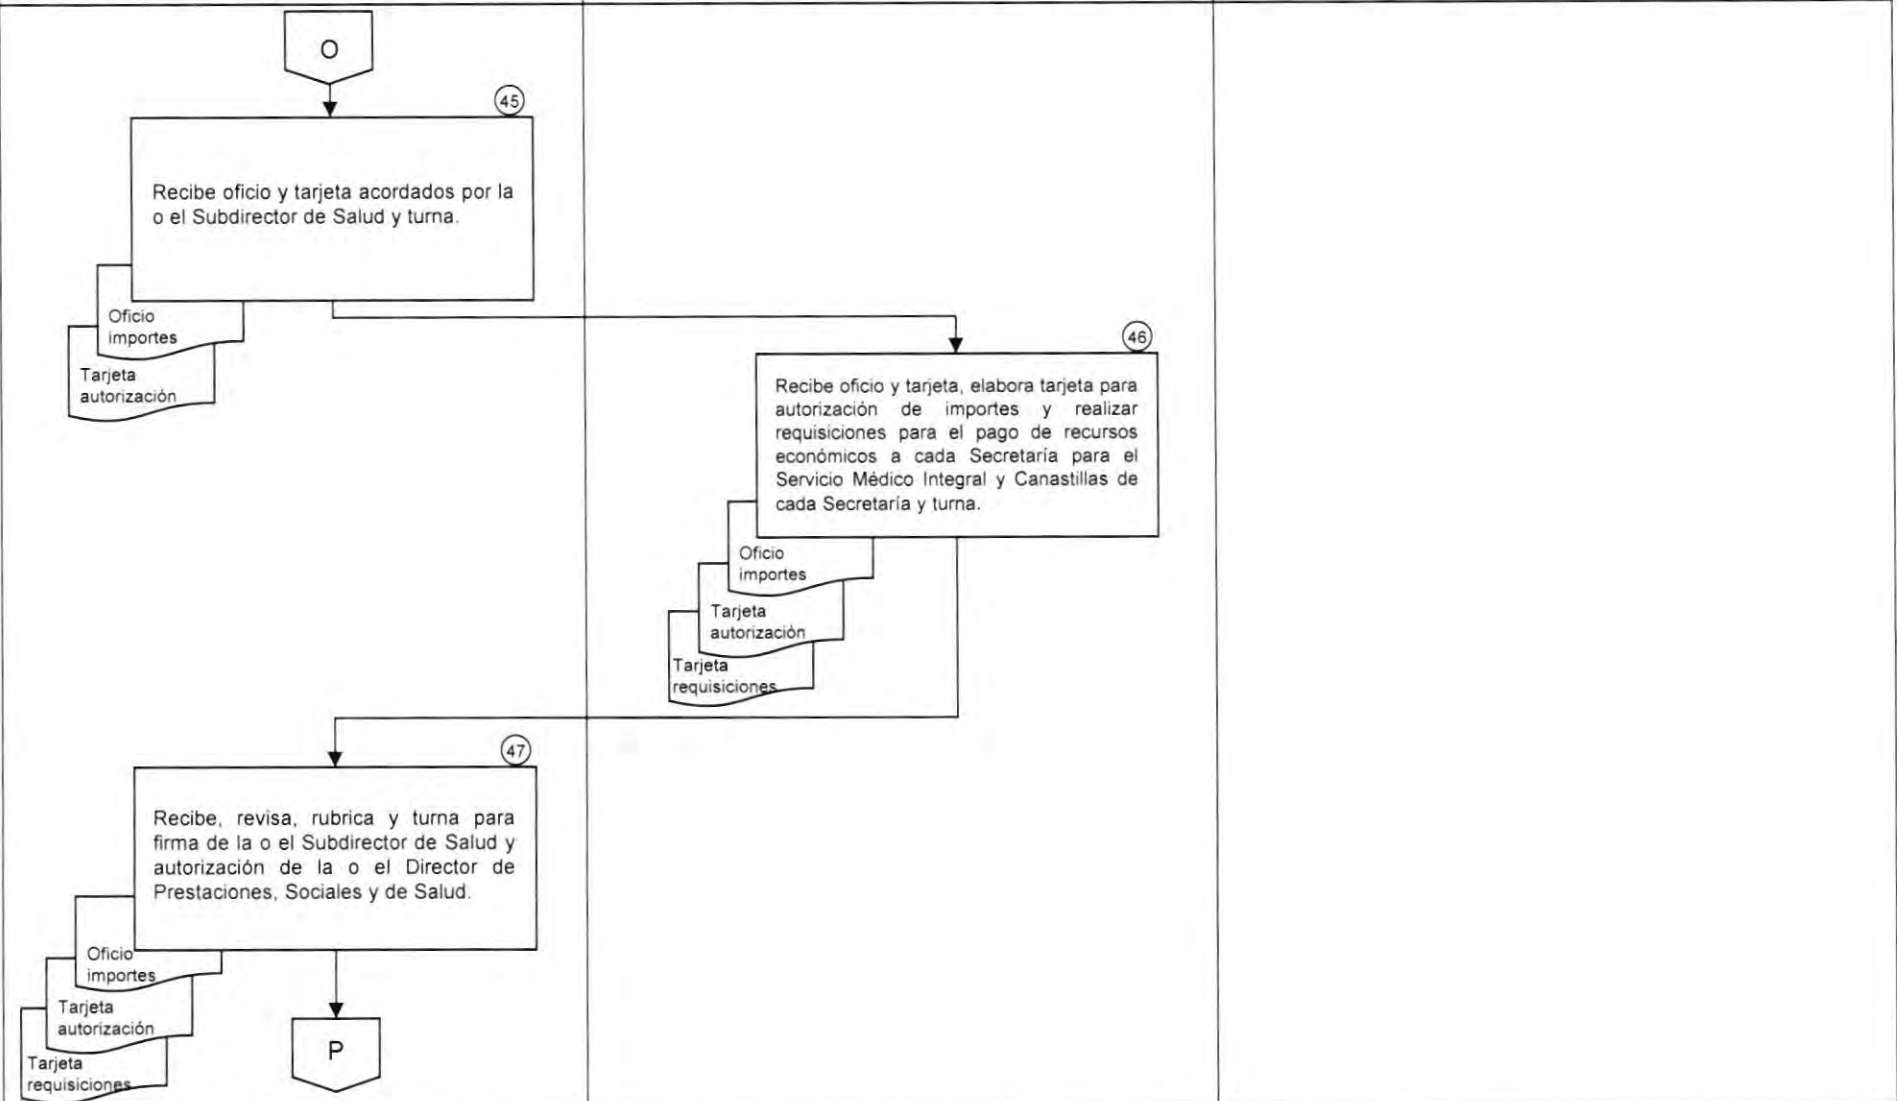 O
45
Recibe oficio y tarjeta acordados por la
o el Subdirector de Salud y turna.
Oficio
importes
Tarjeta
autorización
46
Recibe oficio y tarjeta, elabora tarjeta para
autorización de importes y realizar
requisiciones para el pago de recursos
económicos a cada Secretaría para el
Servicio Médico Integral y Canastillas de
cada Secretaría y turna.
Oficio
importes
Tarjeta
autorización
Tarjeta
requisiciones
47
Recibe, revisa, rubrica y turna para
firma de la o el Subdirector de Salud y
autorización de la o el Director de
Prestaciones, Sociales y de Salud.
Oficio
importes
Tarjeta
autorización
Tarjeta
requisiciones
P